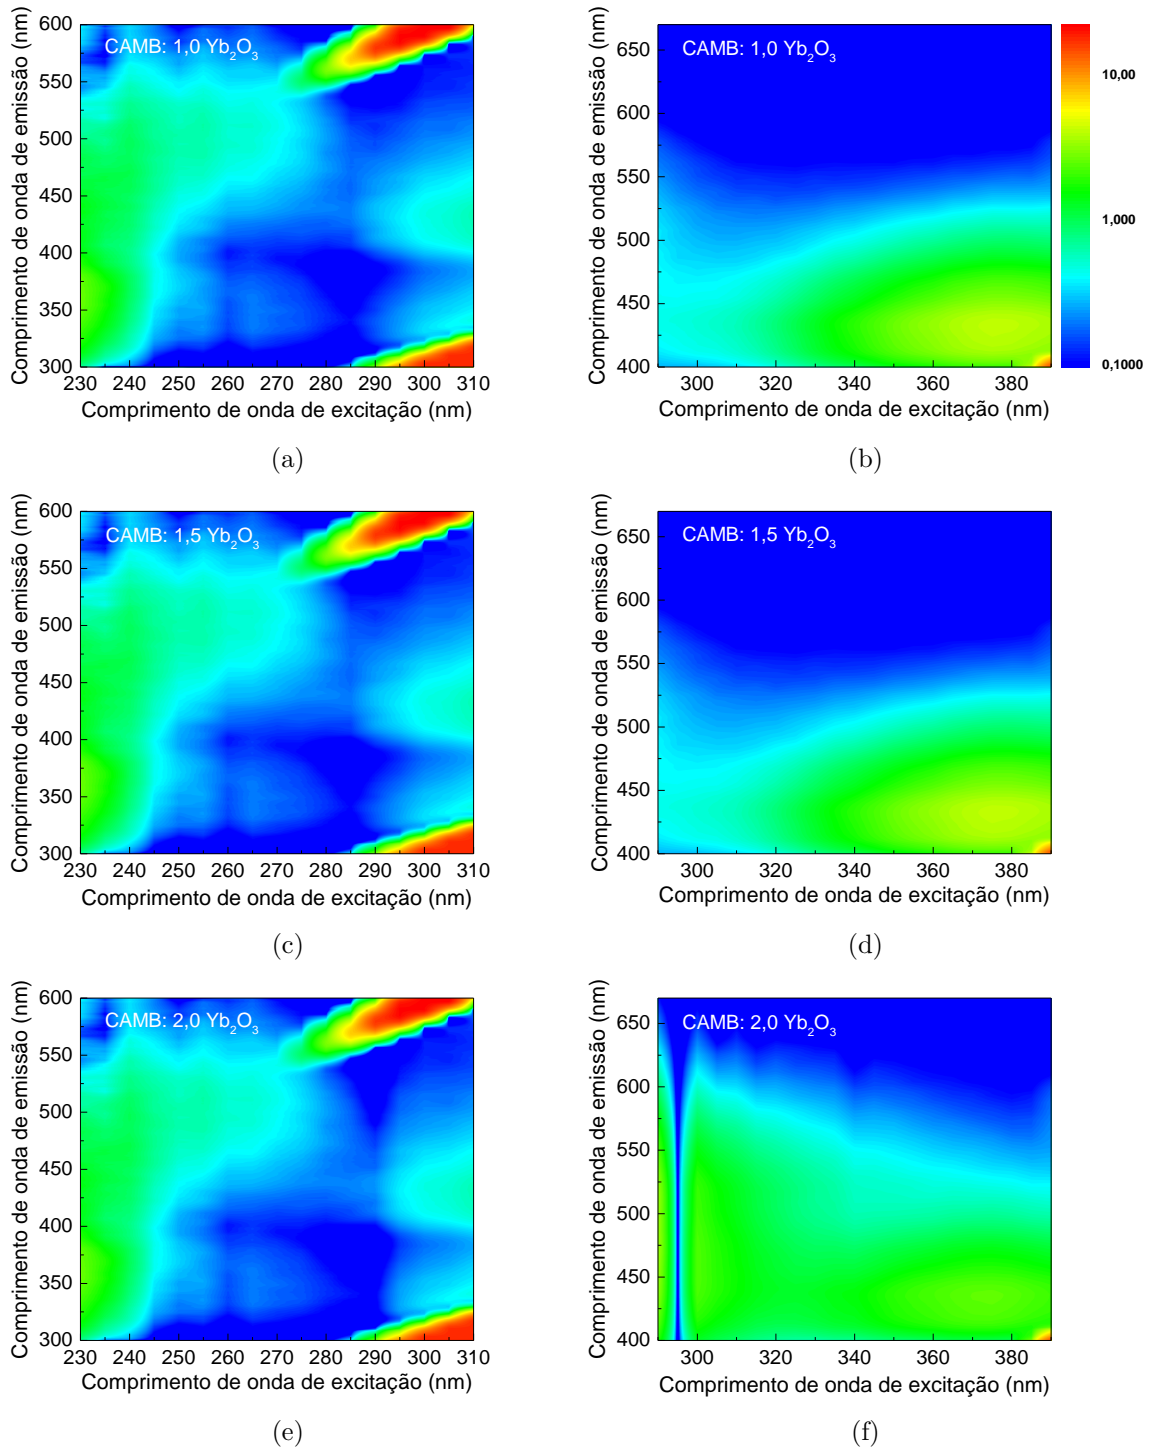 CAMB: 1,0 Yb₂O₃
Comprimento de onda de emissão (nm)
600
550
500
450
400
350
300
230 240 250 260 270 280 290 300 310
Comprimento de onda de excitação (nm)
(a)
CAMB: 1,0 Yb₂O₃
Comprimento de onda de emissão (nm)
650
600
550
500
450
400
300 320 340 360 380
Comprimento de onda de excitação (nm)
10,00
1,000
0,1000
(b)
CAMB: 1,5 Yb₂O₃
Comprimento de onda de emissão (nm)
600
550
500
450
400
350
300
230 240 250 260 270 280 290 300 310
Comprimento de onda de excitação (nm)
(c)
CAMB: 1,5 Yb₂O₃
Comprimento de onda de emissão (nm)
650
600
550
500
450
400
300 320 340 360 380
Comprimento de onda de excitação (nm)
(d)
CAMB: 2,0 Yb₂O₃
Comprimento de onda de emissão (nm)
600
550
500
450
400
350
300
230 240 250 260 270 280 290 300 310
Comprimento de onda de excitação (nm)
(e)
CAMB: 2,0 Yb₂O₃
Comprimento de onda de emissão (nm)
650
600
550
500
450
400
300 320 340 360 380
Comprimento de onda de excitação (nm)
(f)